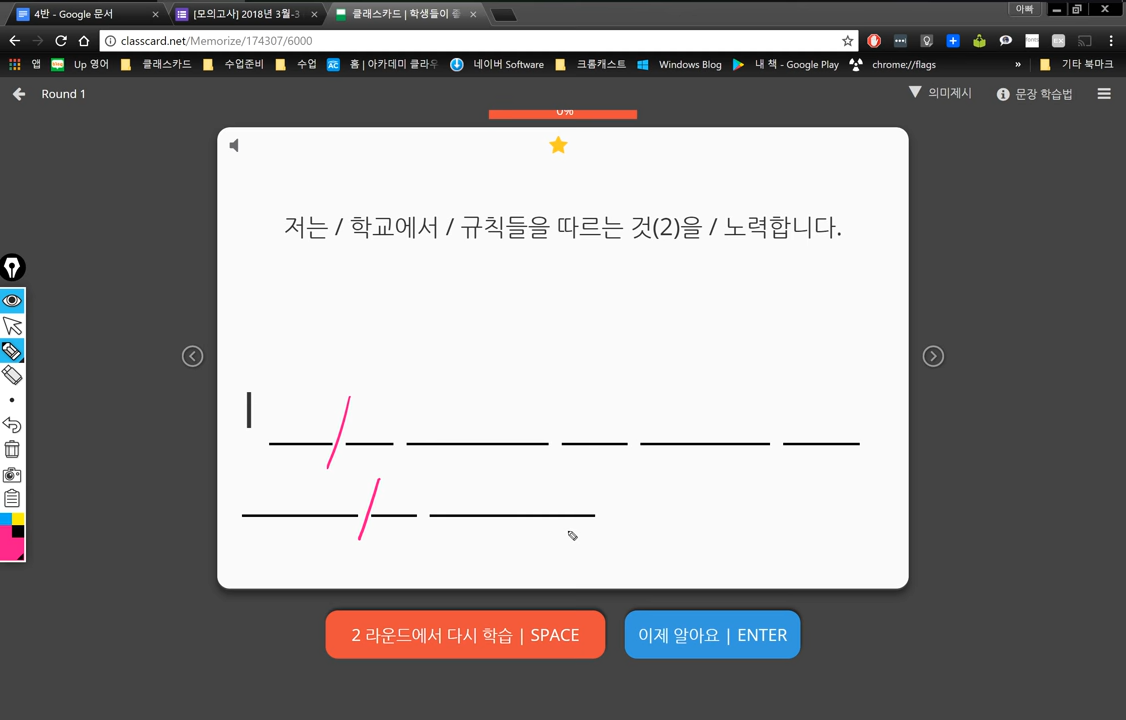 4반 - Google 문서
[모의고사] 2018년 3월-3
클래스카드 | 학생들이 좋
아빠
classcard.net/Memorize/174307/6000
앱 Up 영어 클래스카드 수업준비 수업 홈 | 아카데미 클라우 네이버 Software 크롬캐스트 Windows Blog 내 책 - Google Play chrome://flags » 기타 북마크
Round 1 의미제시 문장 학습법
0%
저는 / 학교에서 / 규칙들을 따르는 것(2)을 / 노력합니다.
I
2 라운드에서 다시 학습 | SPACE 이제 알아요 | ENTER